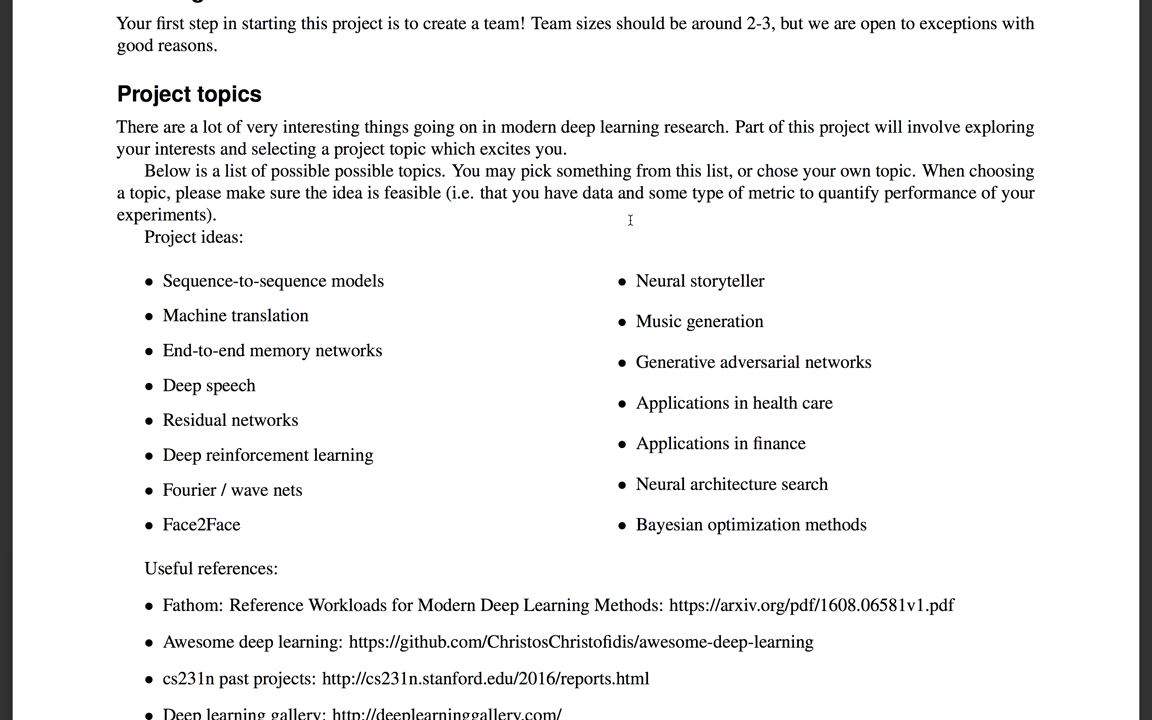 Your first step in starting this project is to create a team! Team sizes should be around 2-3, but we are open to exceptions with
good reasons.
Project topics
There are a lot of very interesting things going on in modern deep learning research. Part of this project will involve exploring
your interests and selecting a project topic which excites you.
Below is a list of possible possible topics. You may pick something from this list, or chose your own topic. When choosing
a topic, please make sure the idea is feasible (i.e. that you have data and some type of metric to quantify performance of your
experiments).
Project ideas:
• Sequence-to-sequence models
• Machine translation
• End-to-end memory networks
• Deep speech
• Residual networks
• Deep reinforcement learning
• Fourier / wave nets
• Face2Face
• Neural storyteller
• Music generation
• Generative adversarial networks
• Applications in health care
• Applications in finance
• Neural architecture search
• Bayesian optimization methods
Useful references:
• Fathom: Reference Workloads for Modern Deep Learning Methods: https://arxiv.org/pdf/1608.06581v1.pdf
• Awesome deep learning: https://github.com/ChristosChristofidis/awesome-deep-learning
• cs231n past projects: http://cs231n.stanford.edu/2016/reports.html
• Deep learning gallery: http://deeplearninggallery.com/